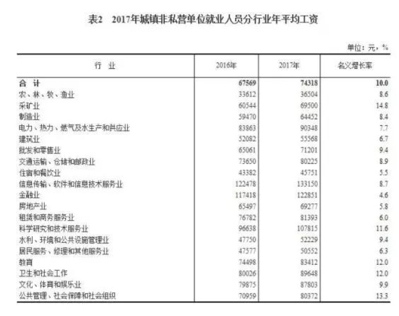 表2 2017年城镇非私营单位就业人员分行业年平均工资
单位：元，%
行 业 2016年 2017年 名义增长率
合 计 67569 74318 10.0
农、林、牧、渔业 33612 36504 8.6
采矿业 60544 69500 14.8
制造业 59470 64452 8.4
电力、热力、燃气及水生产和供应业 83863 90348 7.7
建筑业 52082 55568 6.7
批发和零售业 65061 71201 9.4
交通运输、仓储和邮政业 73650 80225 8.9
住宿和餐饮业 43382 45751 5.5
信息传输、软件和信息技术服务业 122478 133150 8.7
金融业 117418 122851 4.6
房地产业 65497 69277 5.8
租赁和商务服务业 76782 81393 6.0
科学研究和技术服务业 96638 107815 11.6
水利、环境和公共设施管理业 47750 52229 9.4
居民服务、修理和其他服务业 47577 50552 6.3
教育 74498 83412 12.0
卫生和社会工作 80026 89648 12.0
文化、体育和娱乐业 79875 87803 9.9
公共管理、社会保障和社会组织 70959 80372 13.3